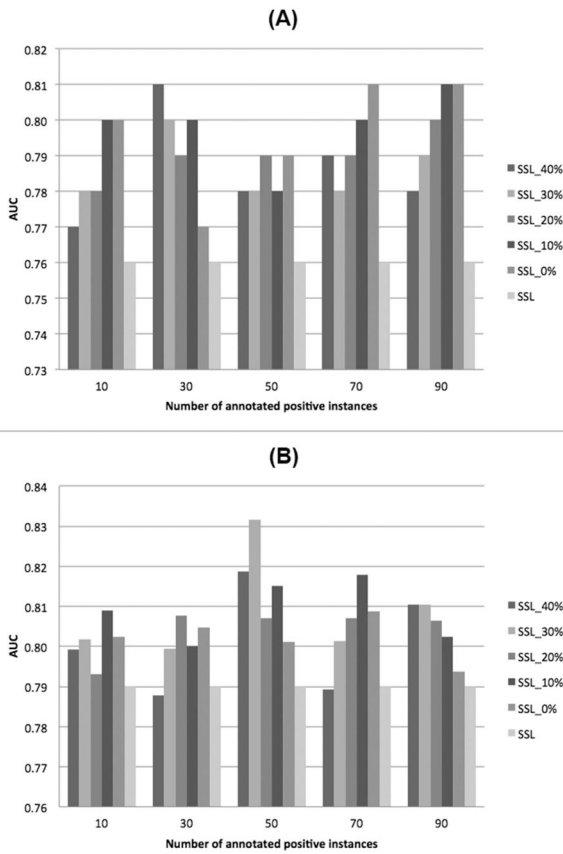 (A)
0.82
0.81
0.80
0.79
0.78
0.77
0.76
0.75
0.74
0.73
AUC
10 30 50 70 90
Number of annotated positive instances
SSL_40%
SSL_30%
SSL_20%
SSL_10%
SSL_0%
SSL
(B)
0.84
0.83
0.82
0.81
0.80
0.79
0.78
0.77
0.76
AUC
10 30 50 70 90
Number of annotated positive instances
SSL_40%
SSL_30%
SSL_20%
SSL_10%
SSL_0%
SSL